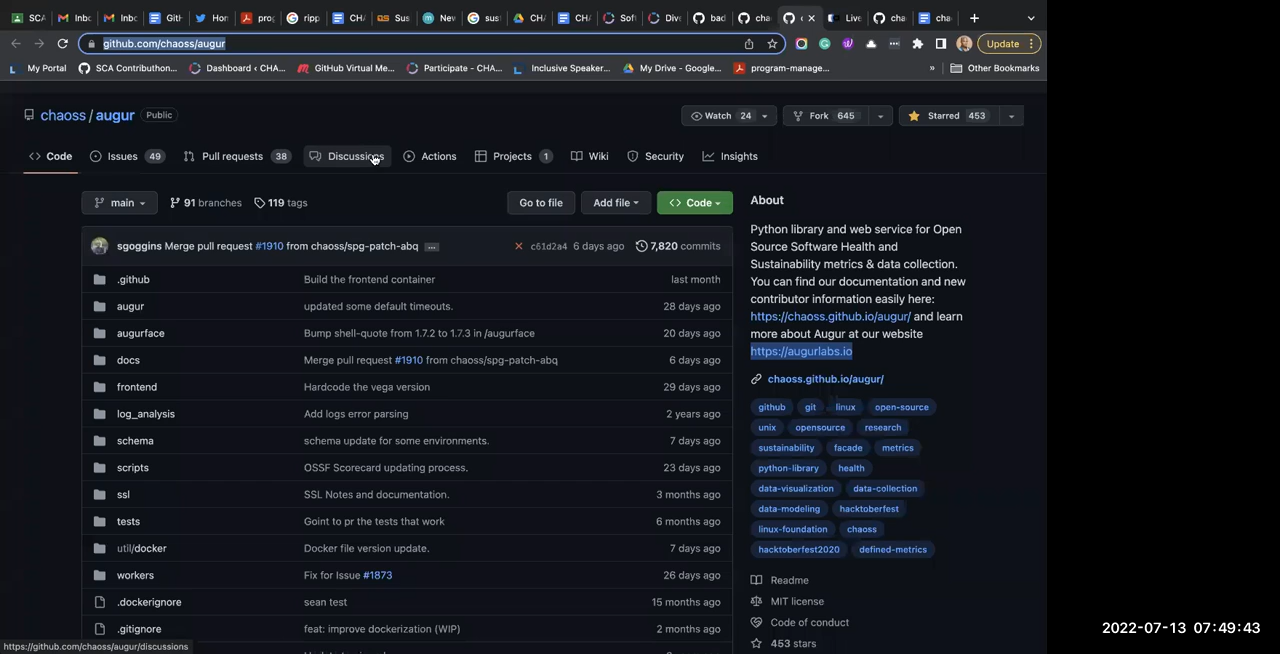 SCA Inbo Inbo GitH Hor prog ripp CHA Sus New sust CHA CHA Soft Dive bad cha Live cha cha
github.com/chaoss/augur Update
My Portal SCA Contributhon... Dashboard ‹ CHA... GitHub Virtual Me... Participate - CHA... Inclusive Speaker... My Drive - Google... program-manage... » Other Bookmarks
chaoss / augur Public Watch 24 Fork 645 Starred 453
Code Issues 49 Pull requests 38 Discussions Actions Projects 1 Wiki Security Insights
main 91 branches 119 tags Go to file Add file Code
sgoggins Merge pull request #1910 from chaoss/spg-patch-abq ... c61d2a4 6 days ago 7,820 commits
.github Build the frontend container last month
augur updated some default timeouts. 28 days ago
augurface Bump shell-quote from 1.7.2 to 1.7.3 in /augurface 20 days ago
docs Merge pull request #1910 from chaoss/spg-patch-abq 6 days ago
frontend Hardcode the vega version 29 days ago
log_analysis Add logs error parsing 2 years ago
schema schema update for some environments. 7 days ago
scripts OSSF Scorecard updating process. 23 days ago
ssl SSL Notes and documentation. 3 months ago
tests Goint to pr the tests that work 6 months ago
util/docker Docker file version update. 7 days ago
workers Fix for Issue #1873 26 days ago
.dockerignore sean test 15 months ago
.gitignore feat: improve dockerization (WIP) 2 months ago
About
Python library and web service for Open
Source Software Health and
Sustainability metrics & data collection.
You can find our documentation and new
contributor information easily here:
https://chaoss.github.io/augur/ and learn
more about Augur at our website
https://augurlabs.io
chaoss.github.io/augur/
github git linux open-source
unix opensource research
sustainability facade metrics
python-library health
data-visualization data-collection
data-modeling hacktoberfest
linux-foundation chaoss
hacktoberfest2020 defined-metrics
Readme
MIT license
Code of conduct
453 stars
https://github.com/chaoss/augur/discussions
2022-07-13 07:49:43